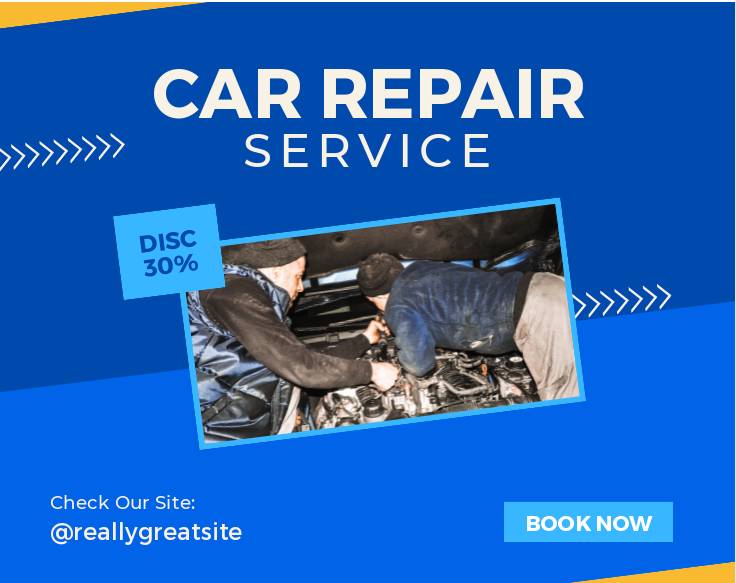 CAR REPAIR
SERVICE
DISC
30%
Check Our Site:
@reallygreatsite
BOOK NOW